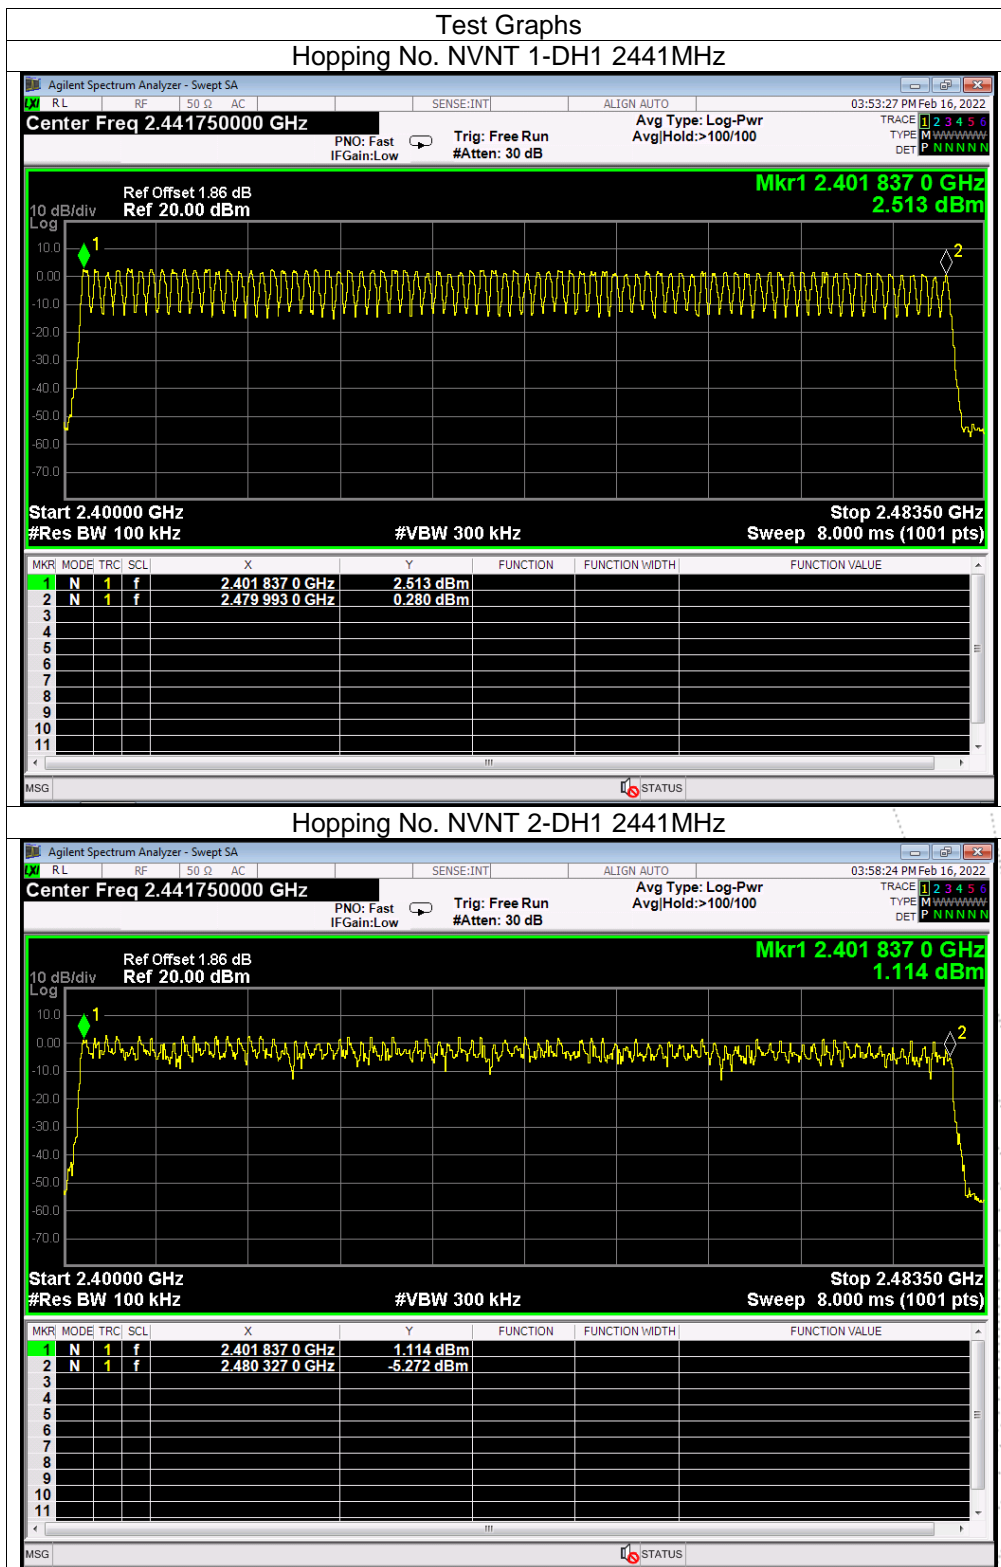 Test Graphs
Hopping No. NVNT 1-DH1 2441MHz
Agilent Spectrum Analyzer - Swept SA
LXI RL RF 50 Ω AC SENSE:INT ALIGN AUTO 03:53:27 PM Feb 16, 2022
Center Freq 2.441750000 GHz Avg Type: Log-Pwr TRACE 1 2 3 4 5 6
PNO: Fast Trig: Free Run Avg|Hold:>100/100 TYPE M WWWWW
IFGain:Low #Atten: 30 dB DET P N N N N N
Mkr1 2.401 837 0 GHz
Ref Offset 1.86 dB
10 dB/div Ref 20.00 dBm 2.513 dBm
Log
10.0
1
2
0.00
-10.0
-20.0
-30.0
-40.0
-50.0
-60.0
-70.0
Start 2.40000 GHz Stop 2.48350 GHz
#Res BW 100 kHz #VBW 300 kHz Sweep 8.000 ms (1001 pts)
MKR MODE TRC SCL X Y FUNCTION FUNCTION WIDTH FUNCTION VALUE
1 N 1 f 2.401 837 0 GHz 2.513 dBm
2 N 1 f 2.479 993 0 GHz 0.280 dBm
3
4
5
6
7
8
9
10
11
MSG STATUS
Hopping No. NVNT 2-DH1 2441MHz
Agilent Spectrum Analyzer - Swept SA
LXI RL RF 50 Ω AC SENSE:INT ALIGN AUTO 03:58:24 PM Feb 16, 2022
Center Freq 2.441750000 GHz Avg Type: Log-Pwr TRACE 1 2 3 4 5 6
PNO: Fast Trig: Free Run Avg|Hold:>100/100 TYPE M WWWWW
IFGain:Low #Atten: 30 dB DET P N N N N N
Mkr1 2.401 837 0 GHz
Ref Offset 1.86 dB
10 dB/div Ref 20.00 dBm 1.114 dBm
Log
10.0
1
2
0.00
-10.0
-20.0
-30.0
-40.0
-50.0
-60.0
-70.0
Start 2.40000 GHz Stop 2.48350 GHz
#Res BW 100 kHz #VBW 300 kHz Sweep 8.000 ms (1001 pts)
MKR MODE TRC SCL X Y FUNCTION FUNCTION WIDTH FUNCTION VALUE
1 N 1 f 2.401 837 0 GHz 1.114 dBm
2 N 1 f 2.480 327 0 GHz -5.272 dBm
3
4
5
6
7
8
9
10
11
MSG STATUS